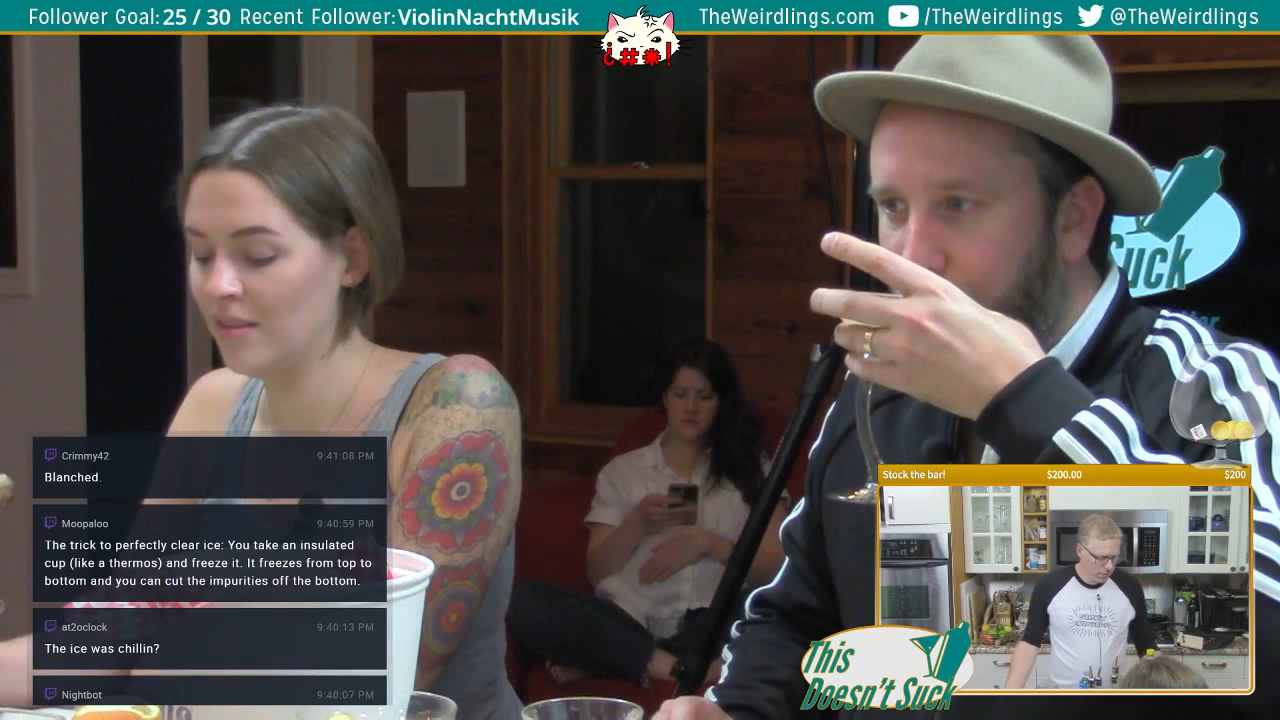 Follower Goal: 25 / 30 Recent Follower: ViolinNachtMusik
¿#*!
TheWeirdlings.com /TheWeirdlings @TheWeirdlings
Suck
Crimmy42 9:41:08 PM
Blanched.
Moopaloo 9:40:59 PM
The trick to perfectly clear ice: You take an insulated
cup (like a thermos) and freeze it. It freezes from top to
bottom and you can cut the impurities off the bottom.
at2oclock 9:40:13 PM
The ice was chillin?
Nightbot 9:40:07 PM
Stock the bar! $200.00 $200
This
Doesn't Suck